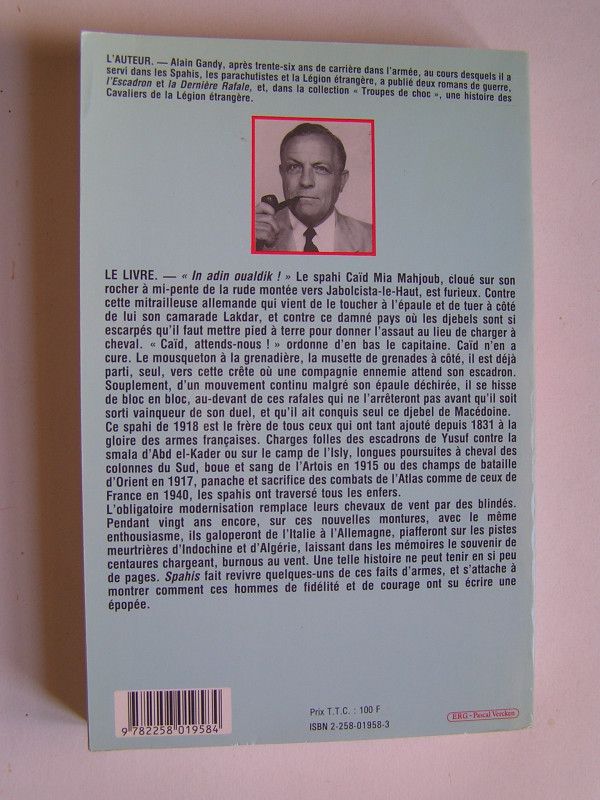 L'AUTEUR. — Alain Gandy, après trente-six ans de carrière dans l'armée, au cours desquels il a
servi dans les Spahis, les parachutistes et la Légion étrangère, a publié deux romans de guerre,
l'Escadron et la Dernière Rafale, et, dans la collection « Troupes de choc », une histoire des
Cavaliers de la Légion étrangère.
LE LIVRE. — « In adin oualdik ! » Le spahi Caïd Mia Mahjoub, cloué sur son
rocher à mi-pente de la rude montée vers Jabolcista-le-Haut, est furieux. Contre
cette mitrailleuse allemande qui vient de le toucher à l'épaule et de tuer à côté
de lui son camarade Lakdar, et contre ce damné pays où les djebels sont si
escarpés qu'il faut mettre pied à terre pour donner l'assaut au lieu de charger à
cheval. « Caïd, attends-nous ! » ordonne d'en bas le capitaine. Caïd n'en a
cure. Le mousqueton à la grenadière, la musette de grenades à côté, il est déjà
parti, seul, vers cette crête où une compagnie ennemie attend son escadron.
Souplement, d'un mouvement continu malgré son épaule déchirée, il se hisse
de bloc en bloc, au-devant de ces rafales qui ne l'arrêteront pas avant qu'il soit
sorti vainqueur de son duel, et qu'il ait conquis seul ce djebel de Macédoine.
Ce spahi de 1918 est le frère de tous ceux qui ont tant ajouté depuis 1831 à la
gloire des armes françaises. Charges folles des escadrons de Yusuf contre la
smala d'Abd el-Kader ou sur le camp de l'Isly, longues poursuites à cheval des
colonnes du Sud, boue et sang de l'Artois en 1915 ou des champs de bataille
d'Orient en 1917, panache et sacrifice des combats de l'Atlas comme de ceux de
France en 1940, les spahis ont traversé tous les enfers.
L'obligatoire modernisation remplace leurs chevaux de vent par des blindés.
Pendant vingt ans encore, sur ces nouvelles montures, avec le même
enthousiasme, ils galoperont de l'Italie à l'Allemagne, piafferont sur les pistes
meurtrières d'Indochine et d'Algérie, laissant dans les mémoires le souvenir de
centaures chargeant, burnous au vent. Une telle histoire ne peut tenir en si peu
de pages. Spahis fait revivre quelques-uns de ces faits d'armes, et s'attache à
montrer comment ces hommes de fidélité et de courage ont su écrire une
épopée.
Prix T.T.C. : 100 F
ISBN 2-258-01958-3
ERG - Pascal Vercken
9 782258 019584